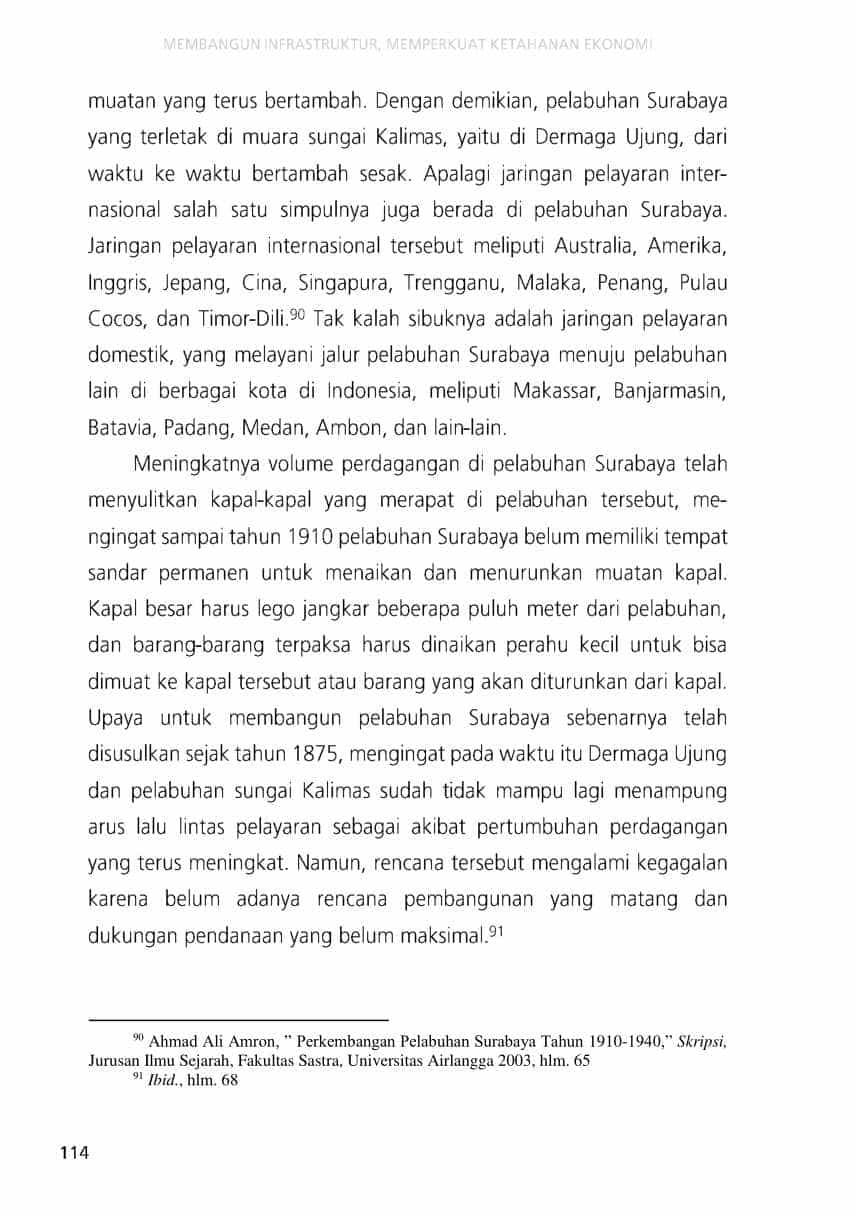 MEMBANGUN INFRASTRUKTUR, MEMPERKUAT KETAHANAN EKONOMI
muatan yang terus bertambah. Dengan demikian, pelabuhan Surabaya
yang terletak di muara sungai Kalimas, yaitu di Dermaga Ujung, dari
waktu ke waktu bertambah sesak. Apalagi jaringan pelayaran inter-
nasional salah satu simpulnya juga berada di pelabuhan Surabaya.
Jaringan pelayaran internasional tersebut meliputi Australia, Amerika,
Inggris, Jepang, Cina, Singapura, Trengganu, Malaka, Penang, Pulau
Cocos, dan Timor-Dili.90 Tak kalah sibuknya adalah jaringan pelayaran
domestik, yang melayani jalur pelabuhan Surabaya menuju pelabuhan
lain di berbagai kota di Indonesia, meliputi Makassar, Banjarmasin,
Batavia, Padang, Medan, Ambon, dan lain-lain.
Meningkatnya volume perdagangan di pelabuhan Surabaya telah
menyulitkan kapal-kapal yang merapat di pelabuhan tersebut, me-
ngingat sampai tahun 1910 pelabuhan Surabaya belum memiliki tempat
sandar permanen untuk menaikan dan menurunkan muatan kapal.
Kapal besar harus lego jangkar beberapa puluh meter dari pelabuhan,
dan barang-barang terpaksa harus dinaikan perahu kecil untuk bisa
dimuat ke kapal tersebut atau barang yang akan diturunkan dari kapal.
Upaya untuk membangun pelabuhan Surabaya sebenarnya telah
disusulkan sejak tahun 1875, mengingat pada waktu itu Dermaga Ujung
dan pelabuhan sungai Kalimas sudah tidak mampu lagi menampung
arus lalu lintas pelayaran sebagai akibat pertumbuhan perdagangan
yang terus meningkat. Namun, rencana tersebut mengalami kegagalan
karena belum adanya rencana pembangunan yang matang dan
dukungan pendanaan yang belum maksimal.91
90 Ahmad Ali Amron, ” Perkembangan Pelabuhan Surabaya Tahun 1910-1940,” Skripsi,
Jurusan Ilmu Sejarah, Fakultas Sastra, Universitas Airlangga 2003, hlm. 65
91 Ibid., hlm. 68
114